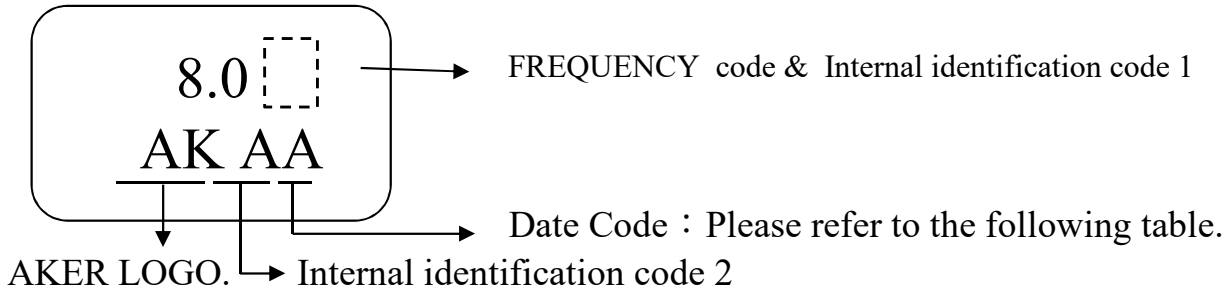 8.0 FREQUENCY code & Internal identification code 1
AK AA
Date Code：Please refer to the following table.
AKER LOGO. Internal identification code 2